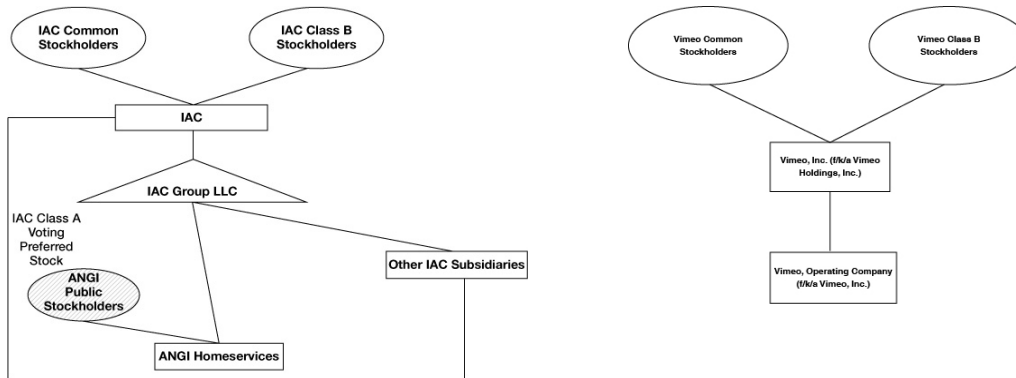 IAC Common
Stockholders
IAC Class B
Stockholders
IAC
IAC Group LLC
IAC Class A
Voting
Preferred
Stock
ANGI
Public
Stockholders
Other IAC Subsidiaries
ANGI Homeservices
Vimeo Common
Stockholders
Vimeo Class B
Stockholders
Vimeo, Inc. (f/k/a Vimeo
Holdings, Inc.)
Vimeo, Operating Company
(f/k/a Vimeo, Inc.)